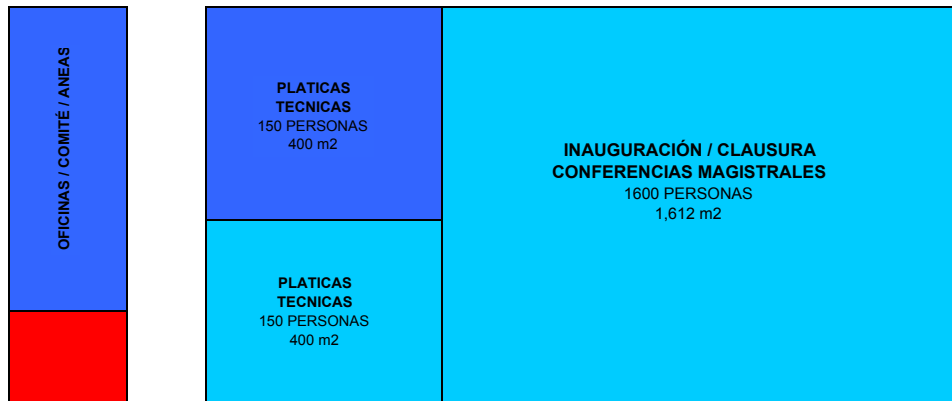 OFICINAS / COMITÉ / ANEAS
PLATICAS
TECNICAS
150 PERSONAS
400 m2
PLATICAS
TECNICAS
150 PERSONAS
400 m2
INAUGURACIÓN / CLAUSURA
CONFERENCIAS MAGISTRALES
1600 PERSONAS
1,612 m2